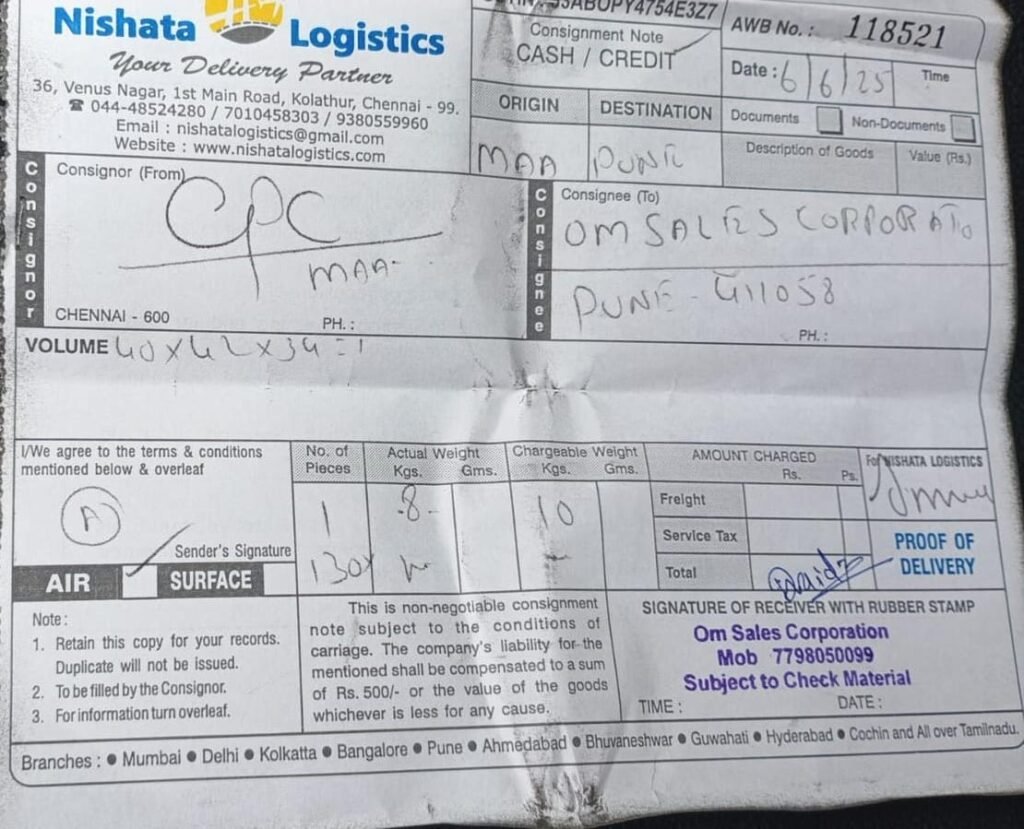 Nishata Logistics
Your Delivery Partner
36, Venus Nagar, 1st Main Road, Kolathur, Chennai - 99.
☎ 044-48524280 / 7010458303 / 9380559960
Email : nishatalogistics@gmail.com
Website : www.nishatalogistics.com
Consignment Note
CASH / CREDIT
AWB No. : 118521
Date : 6/6/25 Time
ORIGIN DESTINATION
MAA PUNE
Documents Non-Documents
Description of Goods Value (Rs.)
Consignor
Consignor (From)
CPC
MAA
CHENNAI - 600 PH. :
Consignee
Consignee (To)
OM SALES CORPORATIO
PUNE - 411058
PH. :
VOLUME 40 x 42 x 34 = 1
I/We agree to the terms & conditions
mentioned below & overleaf
A
Sender's Signature
AIR SURFACE
No. of Pieces
Actual Weight
Kgs. Gms.
Chargeable Weight
Kgs. Gms.
1 -8- 10
AMOUNT CHARGED
Rs. Ps.
Freight
Service Tax
Total
For NISHATA LOGISTICS
PROOF OF
DELIVERY
Note :
1. Retain this copy for your records.
Duplicate will not be issued.
2. To be filled by the Consignor.
3. For information turn overleaf.
This is non-negotiable consignment
note subject to the conditions of
carriage. The company's liability for the
mentioned shall be compensated to a sum
of Rs. 500/- or the value of the goods
whichever is less for any cause.
SIGNATURE OF RECEIVER WITH RUBBER STAMP
Om Sales Corporation
Mob 7798050099
Subject to Check Material
TIME : DATE :
Branches : ● Mumbai ● Delhi ● Kolkatta ● Bangalore ● Pune ● Ahmedabad ● Bhuvaneshwar ● Guwahati ● Hyderabad ● Cochin and All over Tamilnadu.